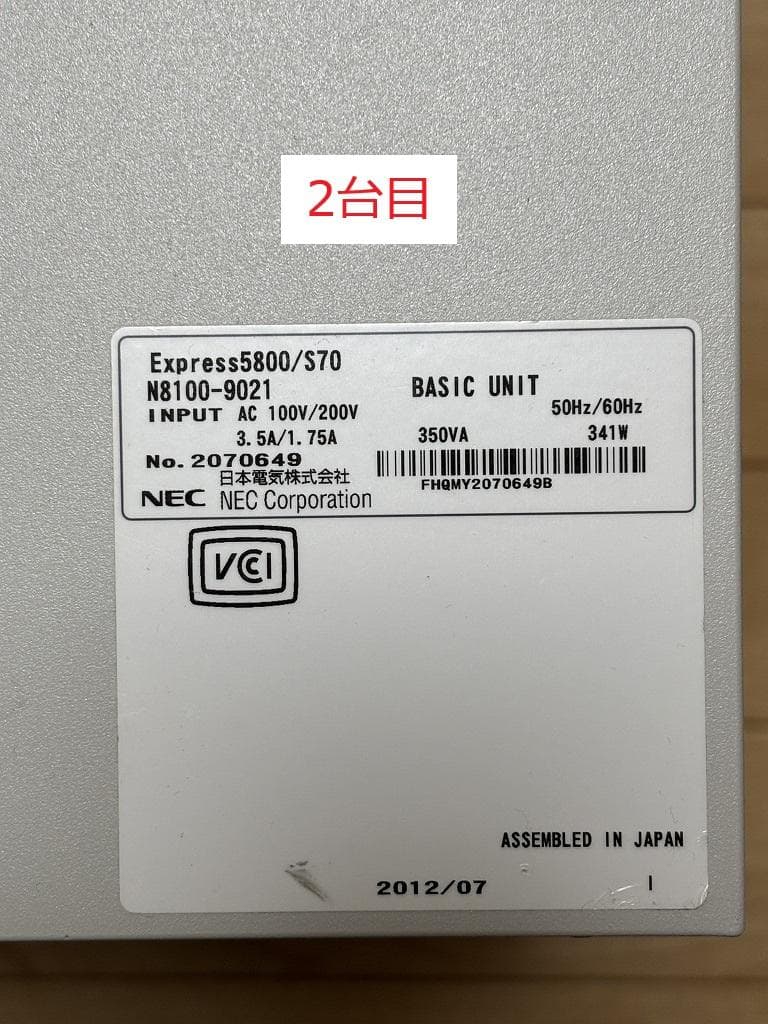 2台目
Express5800/S70
N8100-9021 BASIC UNIT
INPUT AC 100V/200V 50Hz/60Hz
3.5A/1.75A 350VA 341W
No. 2070649
日本電気株式会社
NEC NEC Corporation
FHQMY2070649B
VCCI
ASSEMBLED IN JAPAN
2012/07 I